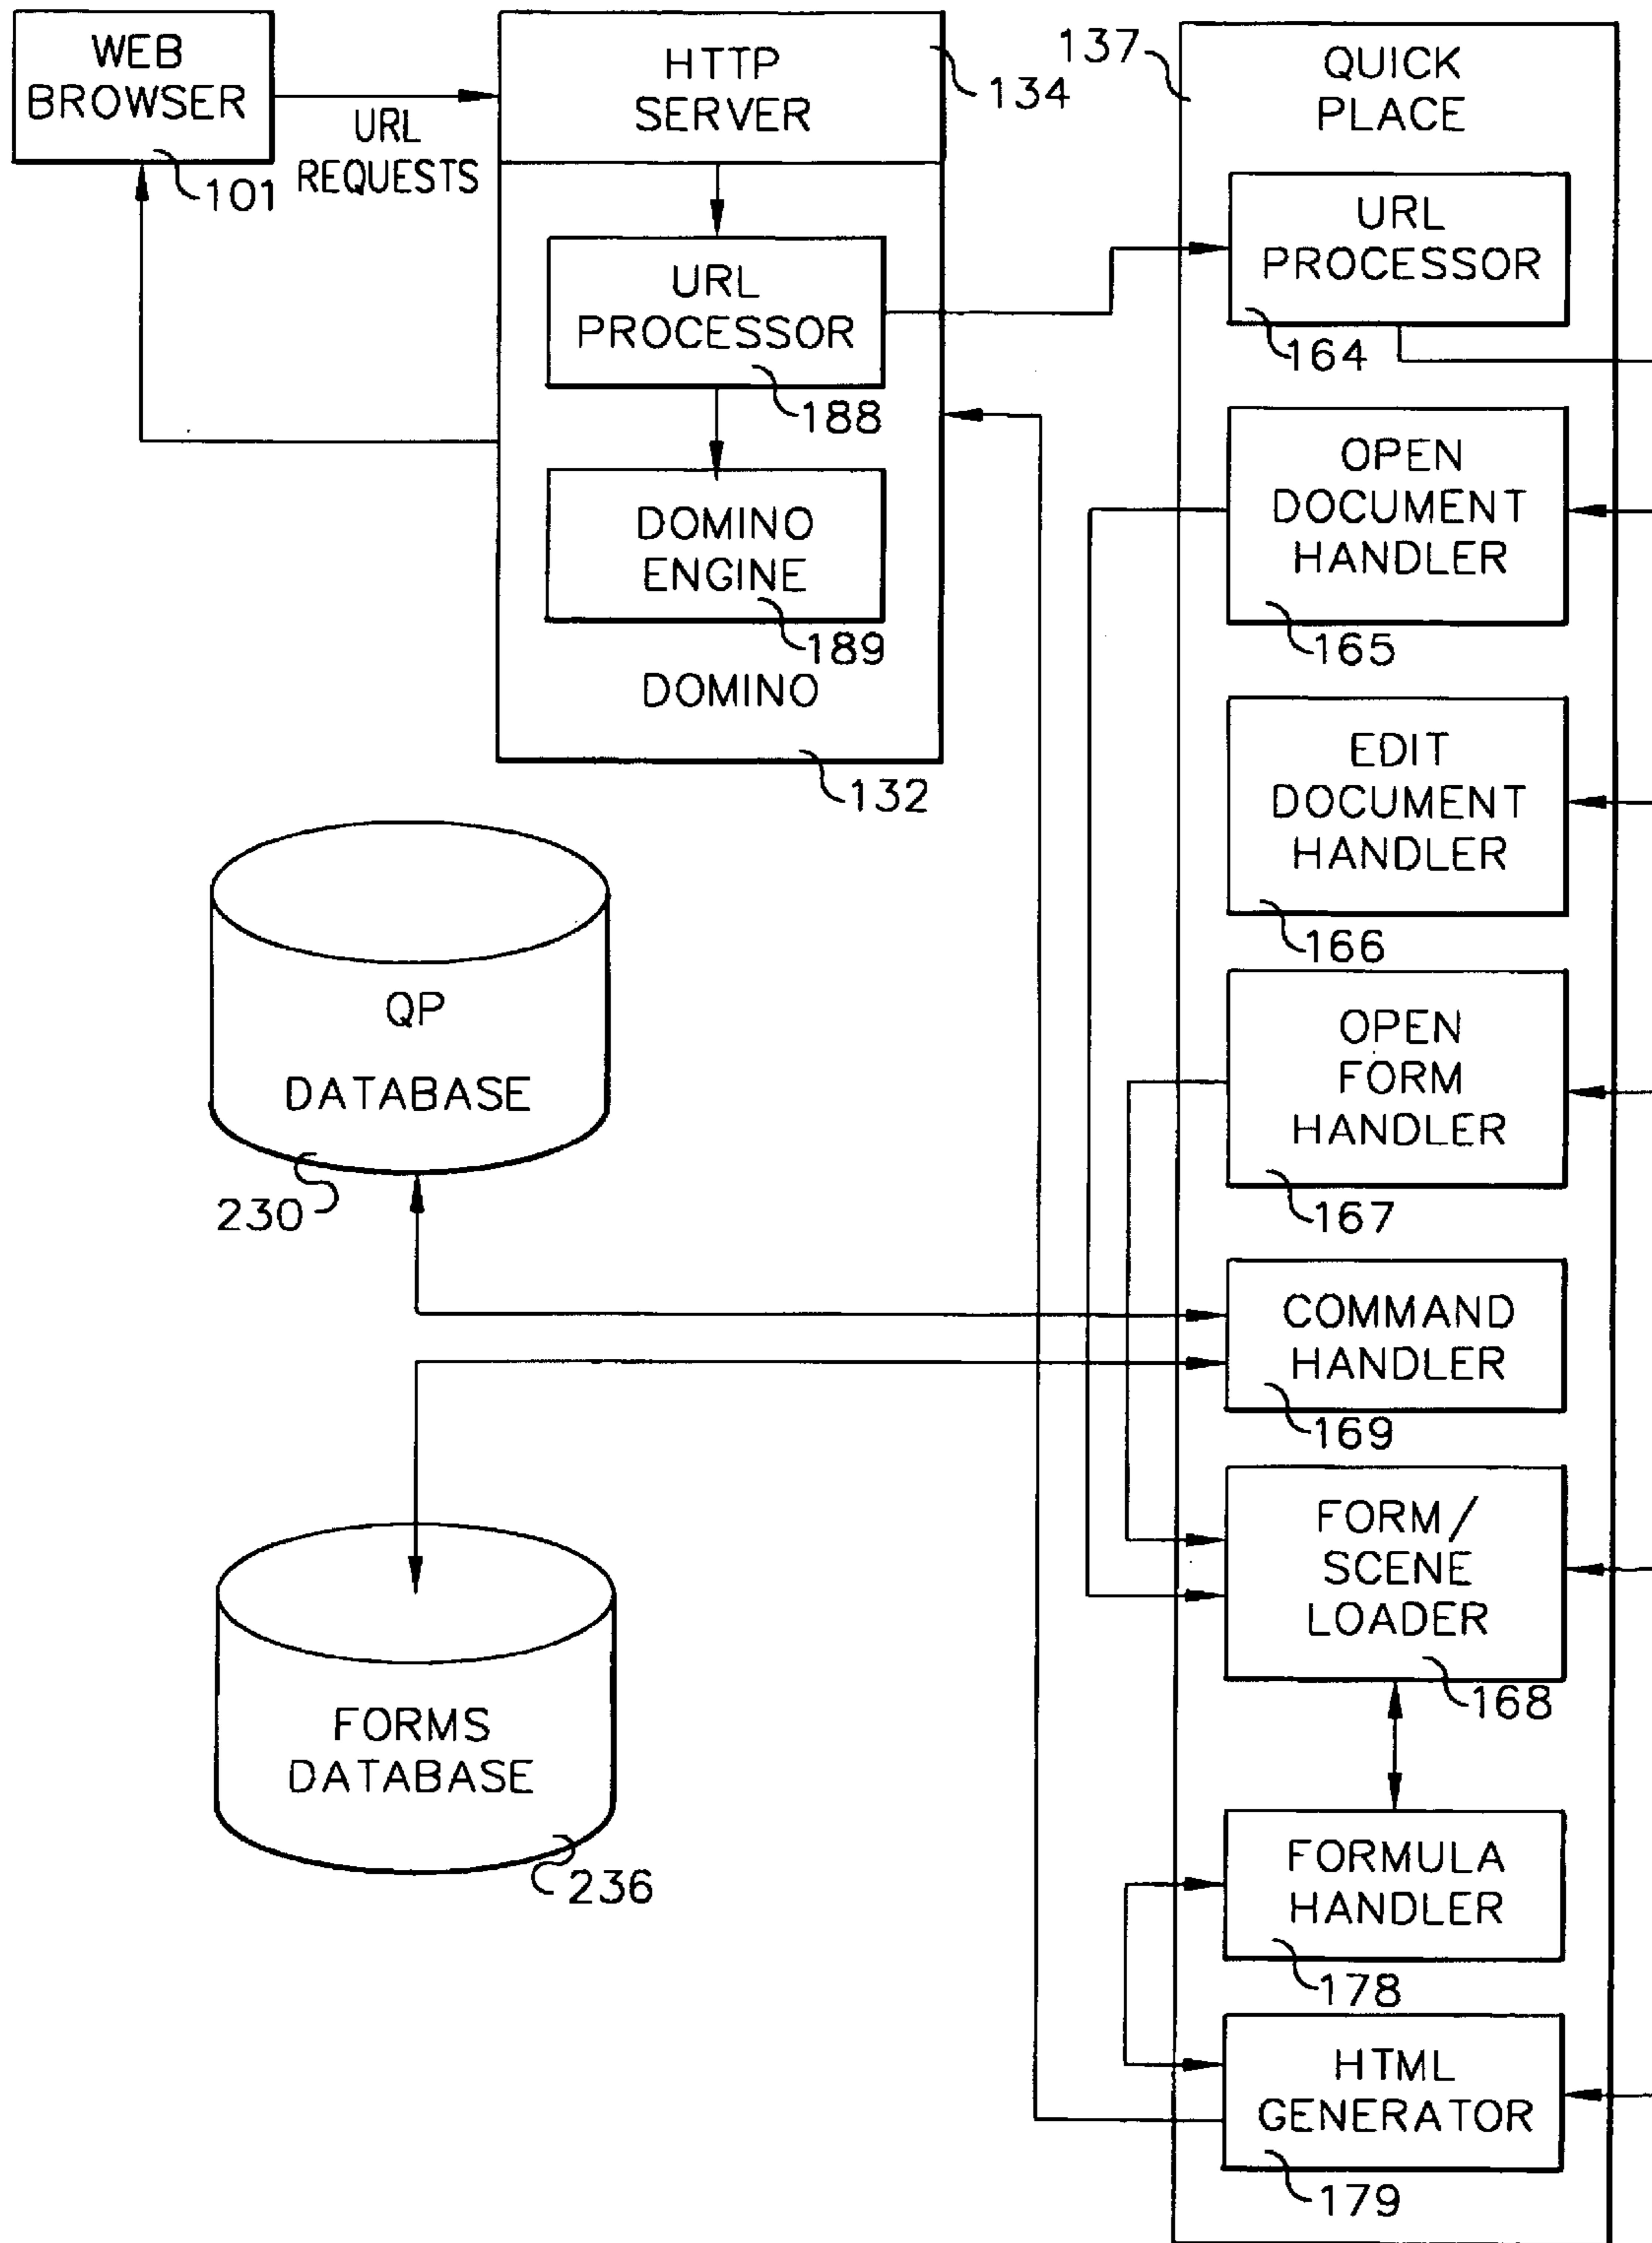 WEB
BROWSER
101
URL
REQUESTS
HTTP
SERVER
134
URL
PROCESSOR
188
DOMINO
ENGINE
189
DOMINO
132
QP
DATABASE
230
FORMS
DATABASE
236
137
QUICK
PLACE
URL
PROCESSOR
164
OPEN
DOCUMENT
HANDLER
165
EDIT
DOCUMENT
HANDLER
166
OPEN
FORM
HANDLER
167
COMMAND
HANDLER
169
FORM/
SCENE
LOADER
168
FORMULA
HANDLER
178
HTML
GENERATOR
179